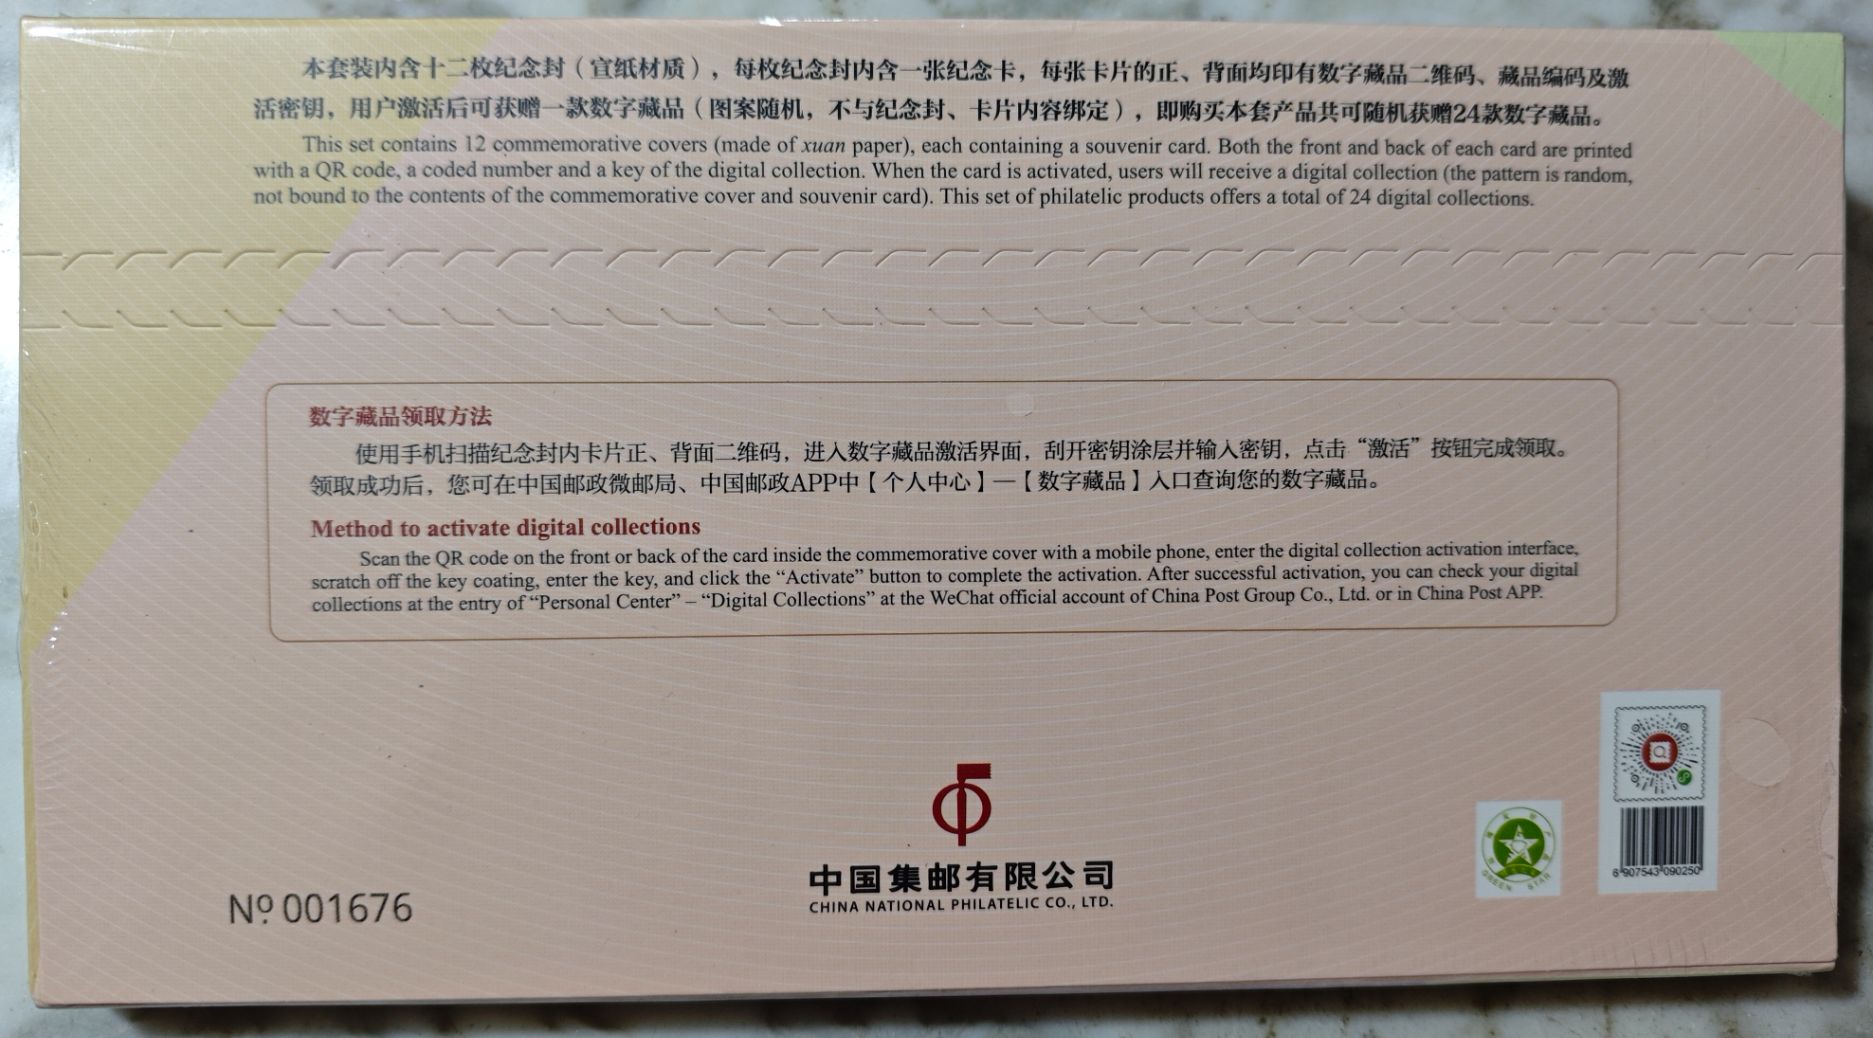 本套装内含十二枚纪念封（宣纸材质），每枚纪念封内含一张纪念卡，每张卡片的正、背面均印有数字藏品二维码、藏品编码及激
活密钥，用户激活后可获赠一款数字藏品（图案随机，不与纪念封、卡片内容绑定），即购买本套产品共可随机获赠24款数字藏品。
This set contains 12 commemorative covers (made of xuan paper), each containing a souvenir card. Both the front and back of each card are printed
with a QR code, a coded number and a key of the digital collection. When the card is activated, users will receive a digital collection (the pattern is random,
not bound to the contents of the commemorative cover and souvenir card). This set of philatelic products offers a total of 24 digital collections.
数字藏品领取方法
使用手机扫描纪念封内卡片正、背面二维码，进入数字藏品激活界面，刮开密钥涂层并输入密钥，点击“激活”按钮完成领取。
领取成功后，您可在中国邮政微邮局、中国邮政APP中【个人中心】—【数字藏品】入口查询您的数字藏品。
Method to activate digital collections
Scan the QR code on the front or back of the card inside the commemorative cover with a mobile phone, enter the digital collection activation interface,
scratch off the key coating, enter the key, and click the “Activate” button to complete the activation. After successful activation, you can check your digital
collections at the entry of “Personal Center” – “Digital Collections” at the WeChat official account of China Post Group Co., Ltd. or in China Post APP.
中国集邮有限公司
CHINA NATIONAL PHILATELIC CO., LTD.
Nº 001676
GREEN STAR
6 907543 090250